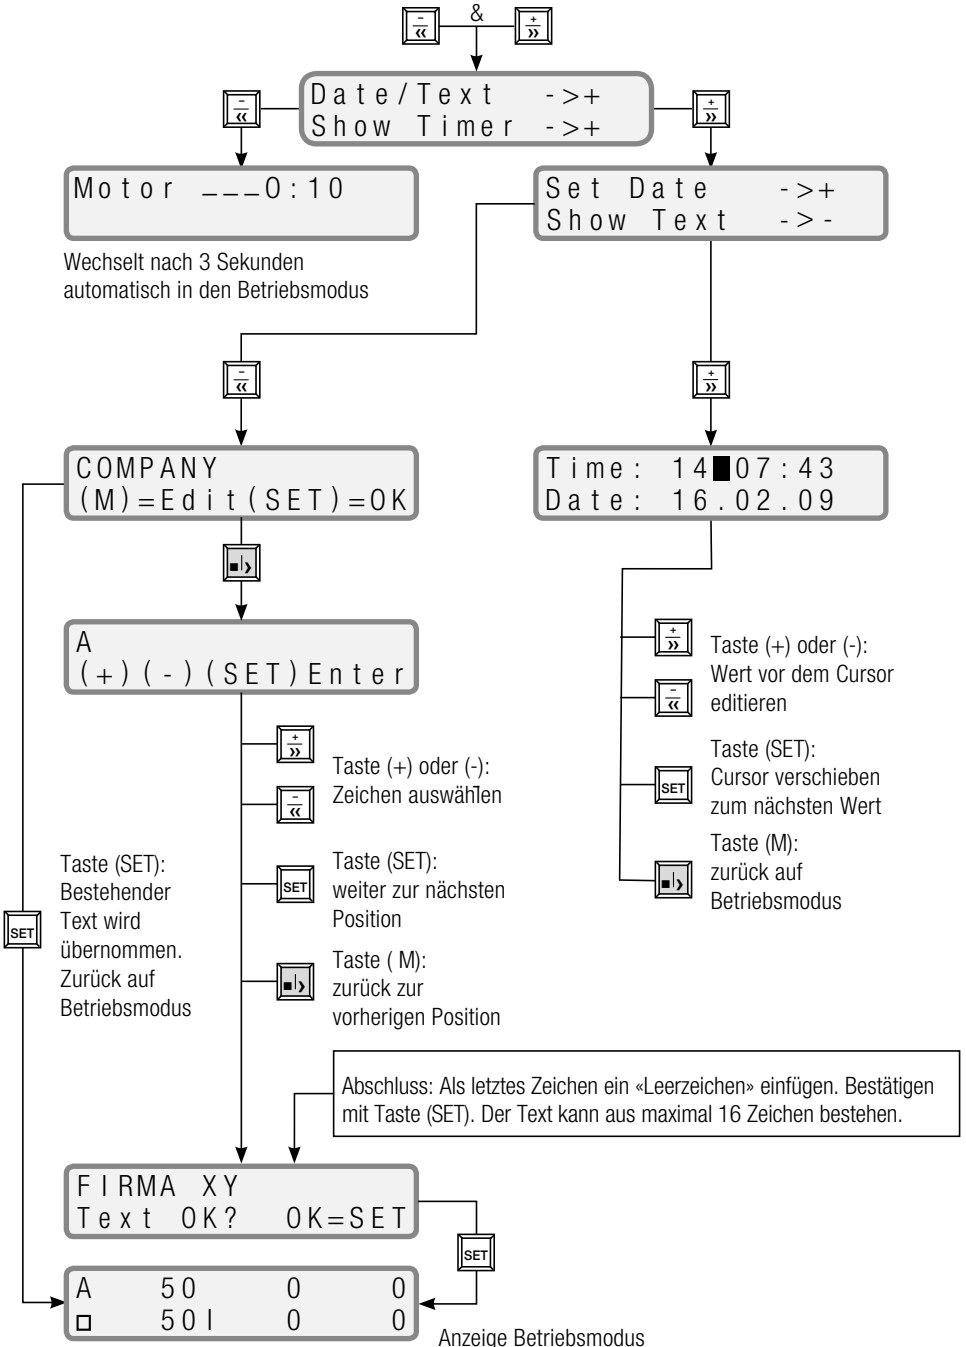 &
Date/Text ->+
Show Timer ->+
Motor ___0:10
Wechselt nach 3 Sekunden
automatisch in den Betriebsmodus
Set Date ->+
Show Text ->-
COMPANY
(M)=Edit(SET)=OK
Time: 14 07:43
Date: 16.02.09
A
(+)(-)(SET)Enter
Taste (+) oder (-):
Wert vor dem Cursor
editieren
Taste (SET):
Cursor verschieben
zum nächsten Wert
SET
Taste (M):
zurück auf
Betriebsmodus
Taste (+) oder (-):
Zeichen auswählen
Taste (SET):
weiter zur nächsten
Position
SET
Taste ( M):
zurück zur
vorherigen Position
Taste (SET):
Bestehender
Text wird
übernommen.
Zurück auf
Betriebsmodus
SET
Abschluss: Als letztes Zeichen ein «Leerzeichen» einfügen. Bestätigen
mit Taste (SET). Der Text kann aus maximal 16 Zeichen bestehen.
FIRMA XY
Text OK? OK=SET
SET
A 50 0 0
50I 0 0
Anzeige Betriebsmodus